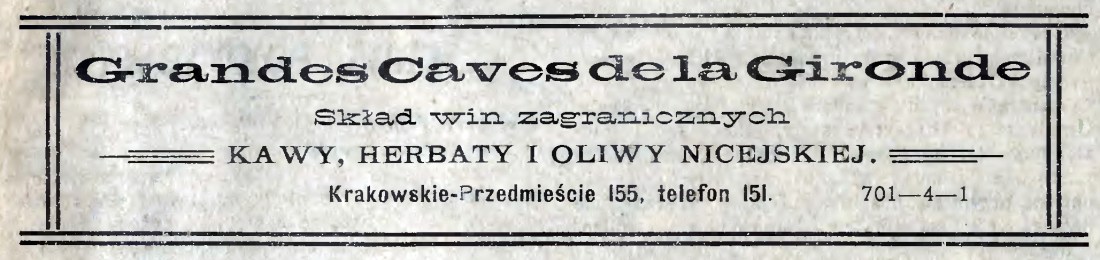 Grandes Caves de la Gironde
Skład win zagranicznych
KAWY, HERBATY I OLIWY NICEJSKIEJ.
Krakowskie-Przedmieście 155, telefon 151. 701—4—1